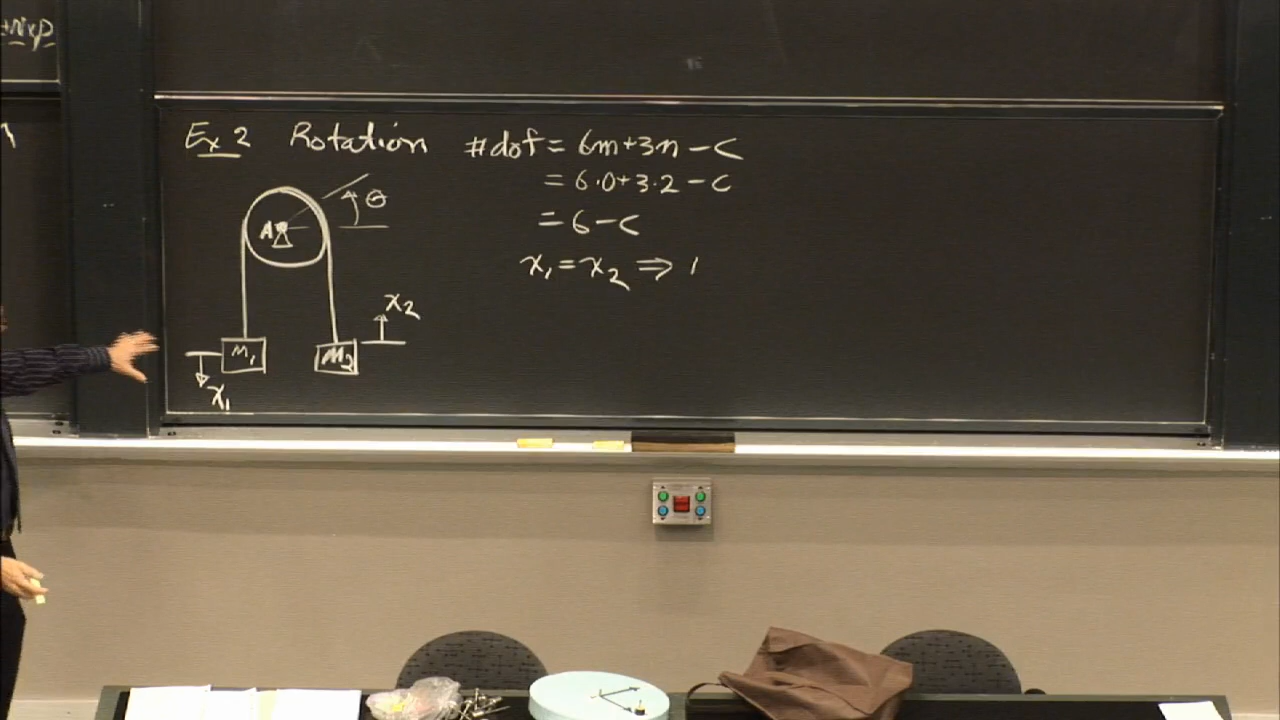 Ex 2 Rotation #dof = 6m+3n-c
= 6·0+3·2-c
= 6-c
x₁ = x₂ ⇒ 1
θ
A
x₂
M₁ M₂
x₁